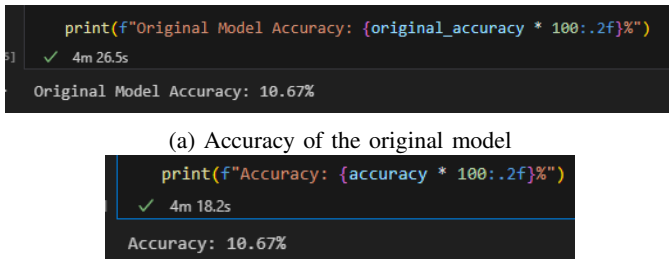 print(f"Original Model Accuracy: {original_accuracy * 100:.2f}%")
5] ✓ 4m 26.5s
Original Model Accuracy: 10.67%
(a) Accuracy of the original model
print(f"Accuracy: {accuracy * 100:.2f}%")
] ✓ 4m 18.2s
Accuracy: 10.67%